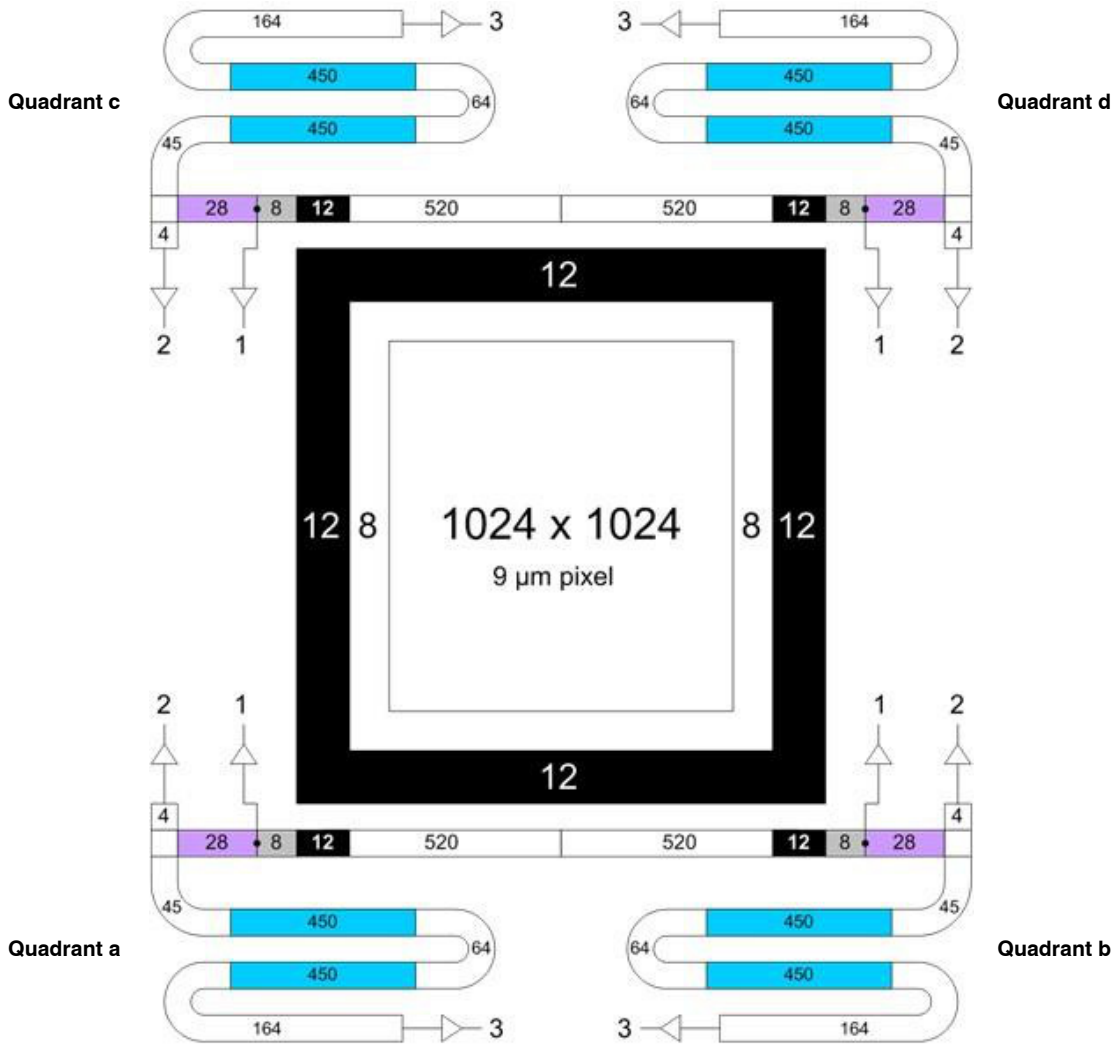 164 3 3 164
450 450
Quadrant c 64 64 Quadrant d
450 450
45 45
28 8 12 520 520 12 8 28
4 4
12
2 1 1 2
12 8 1024 x 1024 8 12
9 µm pixel
2 1 1 2
12
4 4
28 8 12 520 520 12 8 28
45 45
450 450
Quadrant a 64 64 Quadrant b
450 450
164 3 3 164